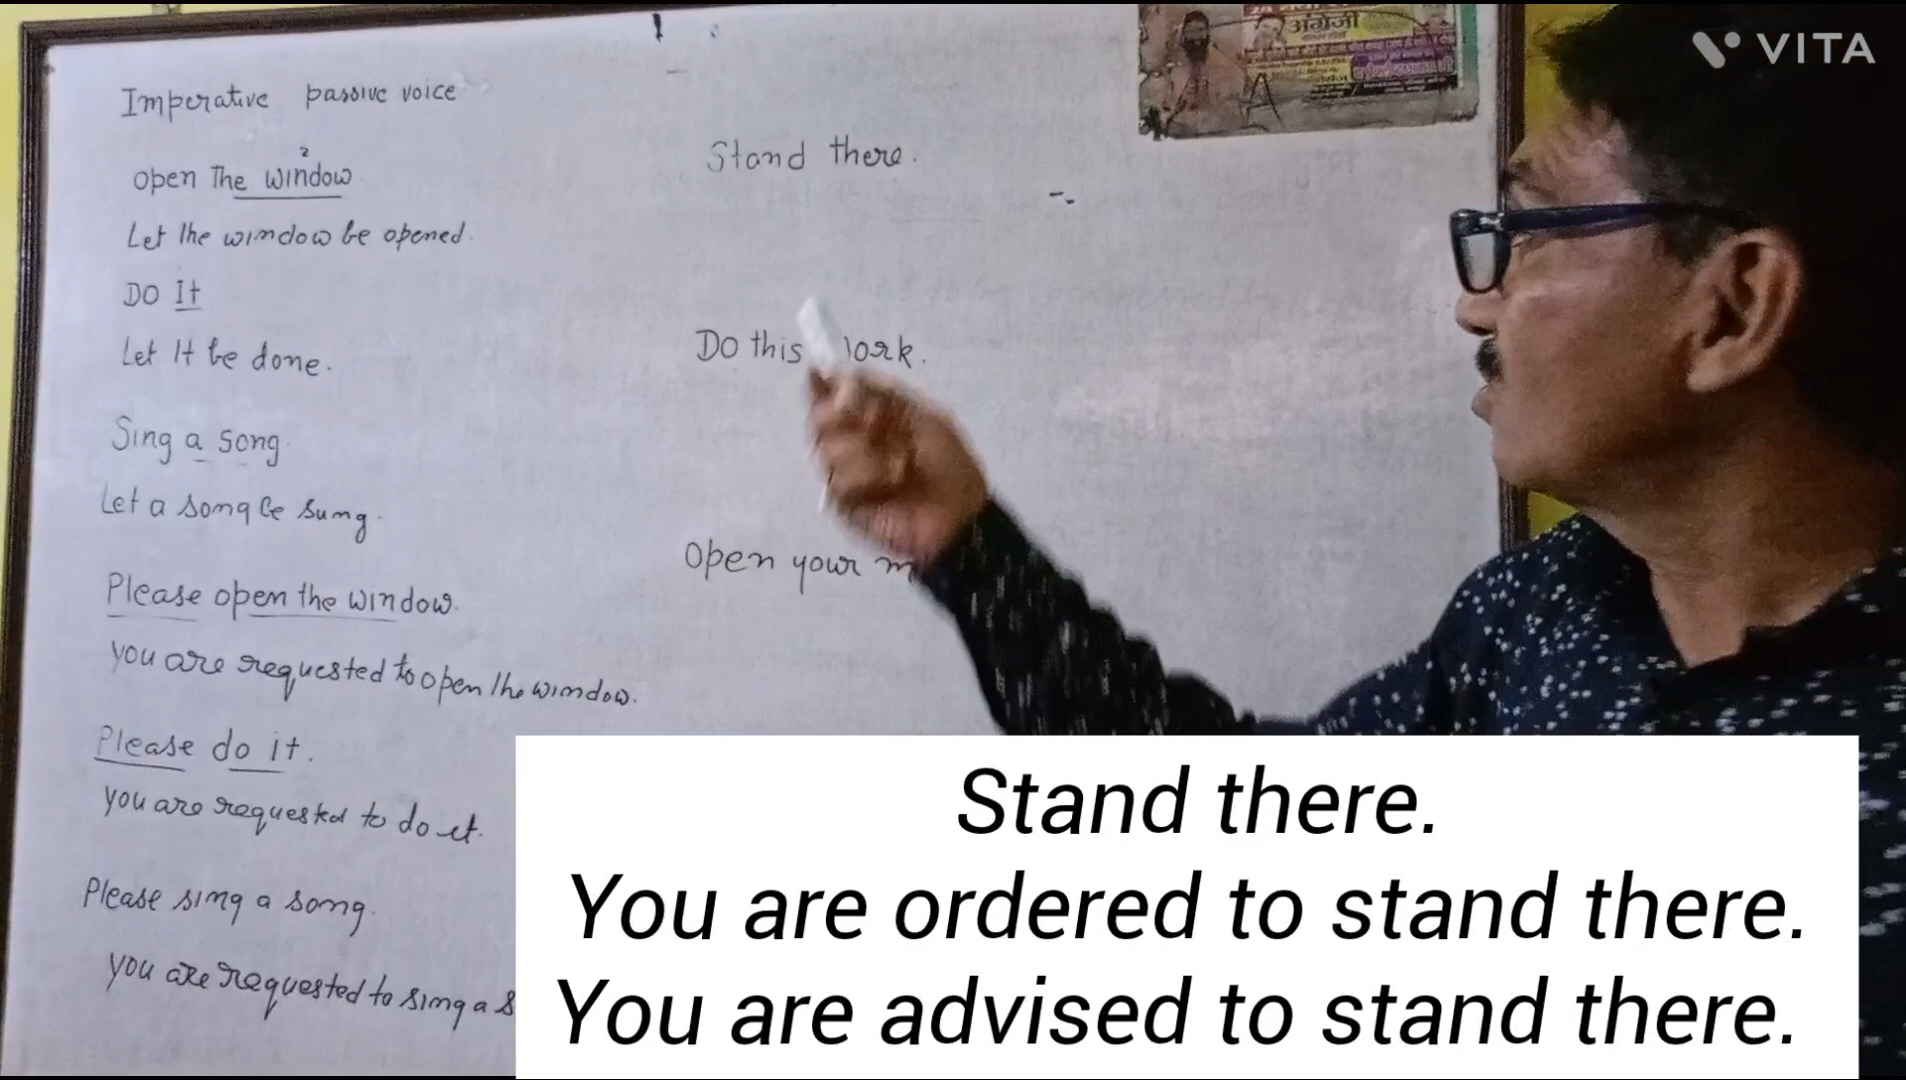 Imperative passive voice
2
open The window.
Let the window be opened.
DO It
Let It be done.
Sing a song.
Let a song be sung.
Please open the window.
you are requested to open the window.
Please do it.
you are requested to do it.
Please sing a song.
you are requested to sing a s
Stand there.
Do this ork.
open your m
अंग्रेजी
A
VITA
Stand there.
You are ordered to stand there.
You are advised to stand there.